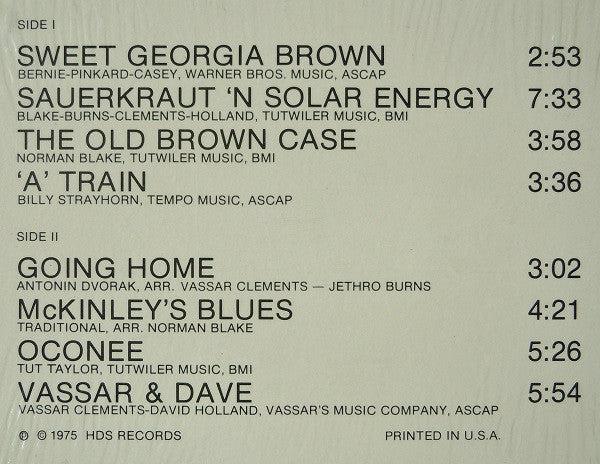 SIDE I
SWEET GEORGIA BROWN 2:53
BERNIE-PINKARD-CASEY, WARNER BROS. MUSIC, ASCAP
SAUERKRAUT 'N SOLAR ENERGY 7:33
BLAKE-BURNS-CLEMENTS-HOLLAND, TUTWILER MUSIC, BMI
THE OLD BROWN CASE 3:58
NORMAN BLAKE, TUTWILER MUSIC, BMI
‘A’ TRAIN 3:36
BILLY STRAYHORN, TEMPO MUSIC, ASCAP
SIDE II
GOING HOME 3:02
ANTONIN DVORAK, ARR. VASSAR CLEMENTS — JETHRO BURNS
McKINLEY'S BLUES 4:21
TRADITIONAL, ARR. NORMAN BLAKE
OCONEE 5:26
TUT TAYLOR, TUTWILER MUSIC, BMI
VASSAR & DAVE 5:54
VASSAR CLEMENTS-DAVID HOLLAND, VASSAR'S MUSIC COMPANY, ASCAP
℗ © 1975 HDS RECORDS PRINTED IN U.S.A.